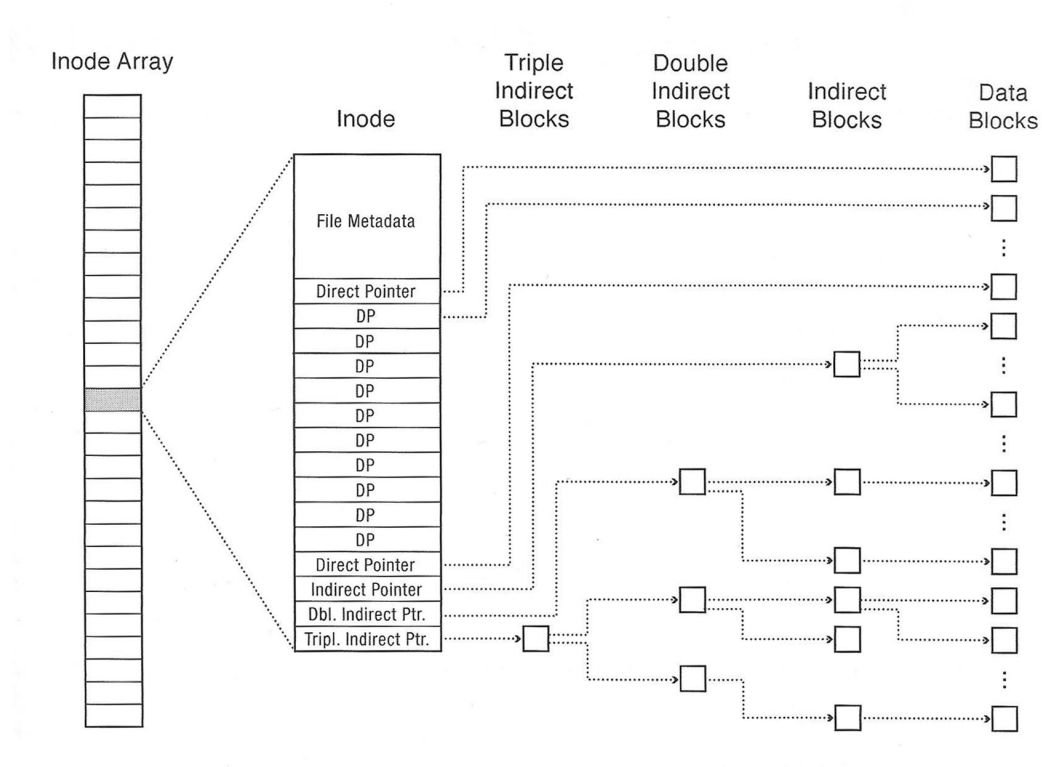 Inode Array
Inode
Triple
Indirect
Blocks
Double
Indirect
Blocks
Indirect
Blocks
Data
Blocks
File Metadata
Direct Pointer
DP
DP
DP
DP
DP
DP
DP
DP
DP
DP
Direct Pointer
Indirect Pointer
Dbl. Indirect Ptr.
Tripl. Indirect Ptr.